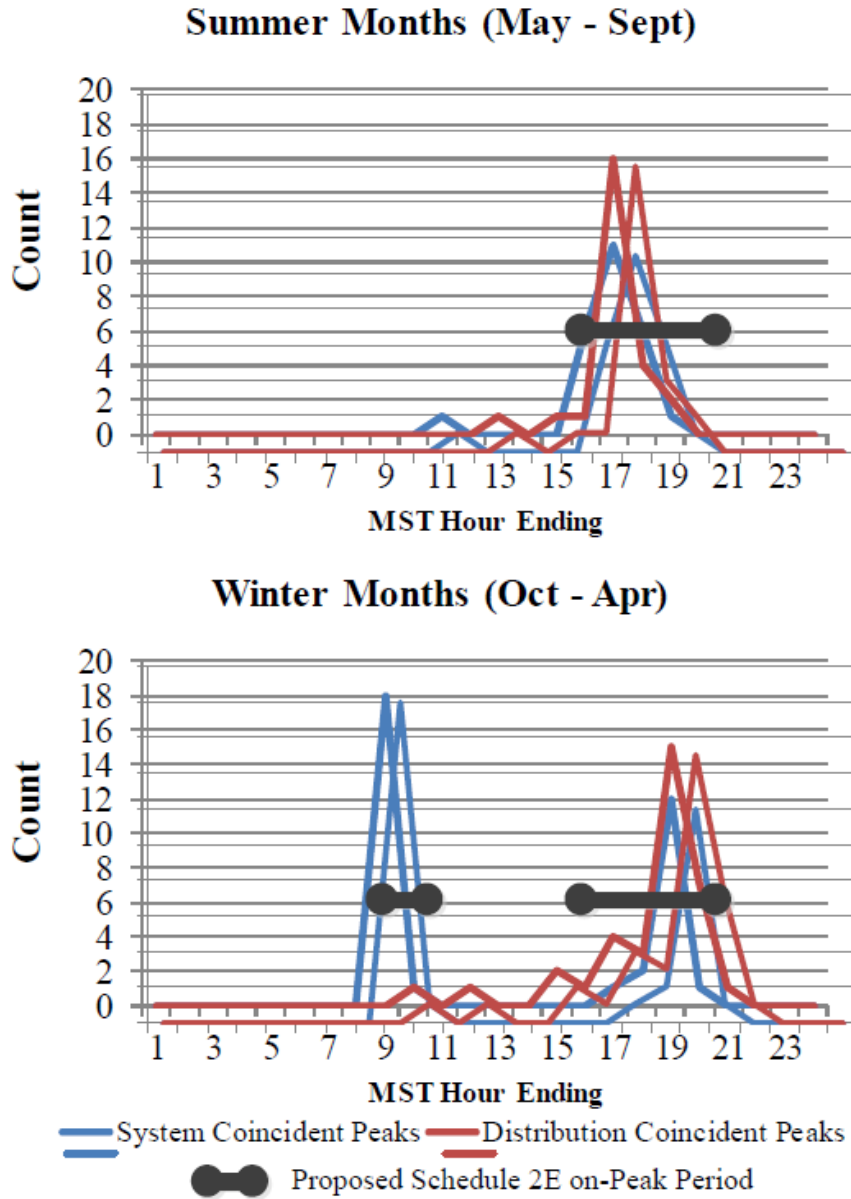 Summer Months (May - Sept)
20
18
16
14
12
10
8
6
4
2
0
Count
1 3 5 7 9 11 13 15 17 19 21 23
MST Hour Ending
Winter Months (Oct - Apr)
20
18
16
14
12
10
8
6
4
2
0
Count
1 3 5 7 9 11 13 15 17 19 21 23
MST Hour Ending
System Coincident Peaks Distribution Coincident Peaks
Proposed Schedule 2E on-Peak Period